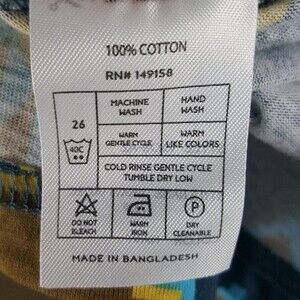 100% COTTON
RN# 149158
MACHINE WASH
HAND WASH
26
40C
WARM GENTLE CYCLE
WARM LIKE COLORS
COLD RINSE GENTLE CYCLE
TUMBLE DRY LOW
P
DO NOT BLEACH
WARM IRON
DRY CLEANABLE
MADE IN BANGLADESH